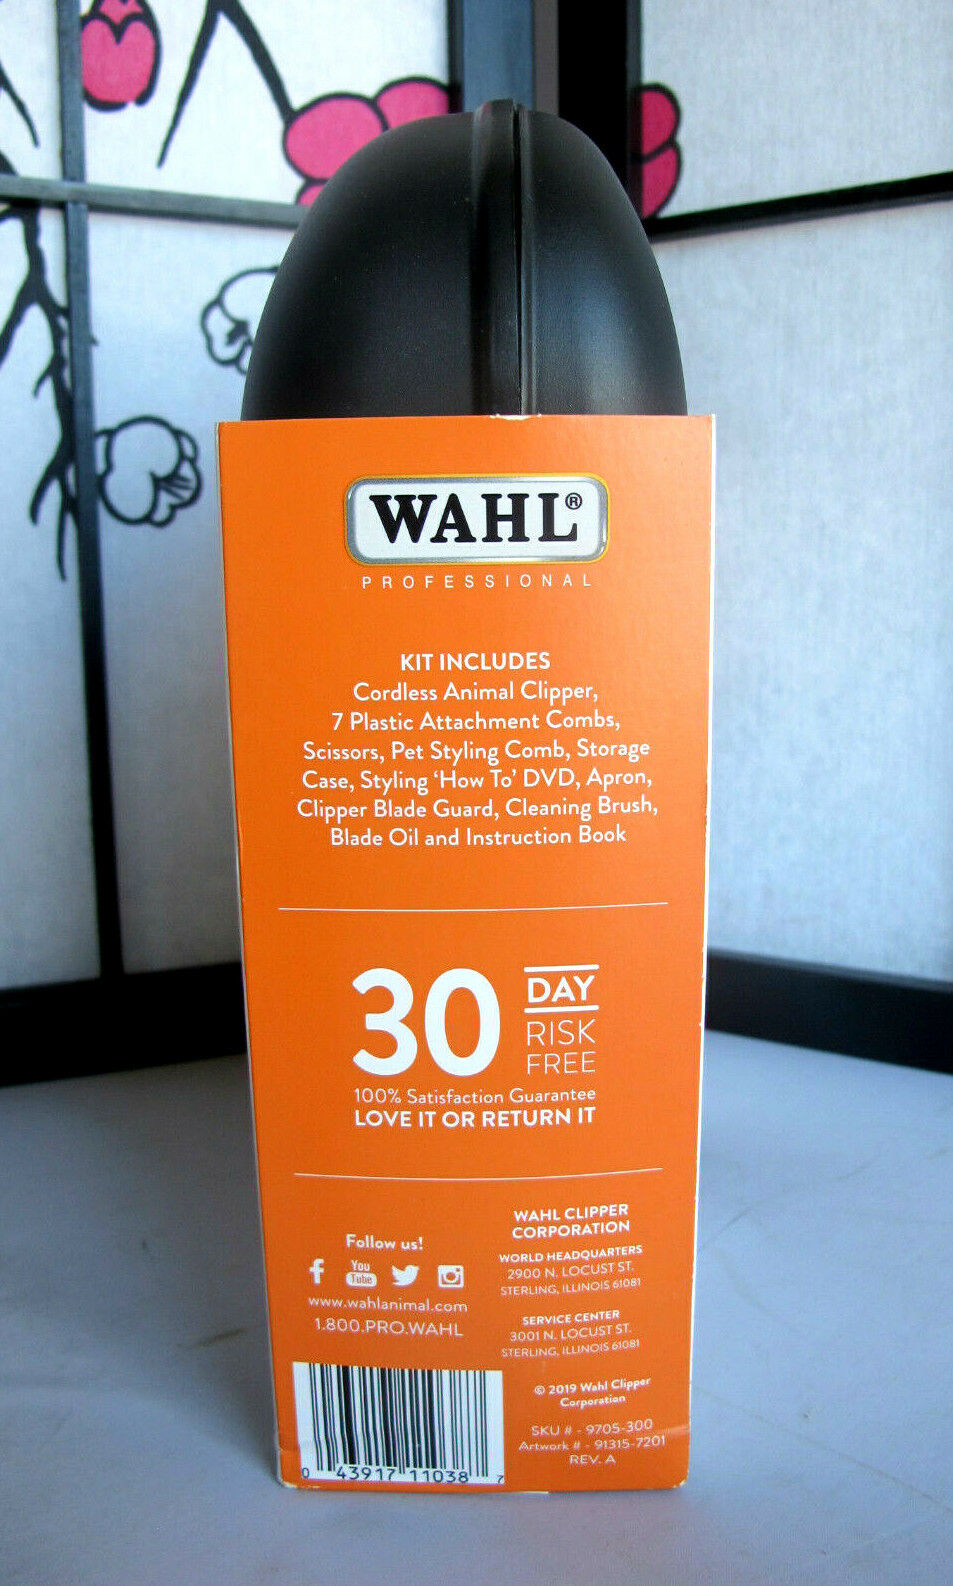 WAHL®
PROFESSIONAL
KIT INCLUDES
Cordless Animal Clipper,
7 Plastic Attachment Combs,
Scissors, Pet Styling Comb, Storage
Case, Styling ‘How To’ DVD, Apron,
Clipper Blade Guard, Cleaning Brush,
Blade Oil and Instruction Book
30 DAY
RISK
FREE
100% Satisfaction Guarantee
LOVE IT OR RETURN IT
Follow us!
f You Tube
www.wahlanimal.com
1.800.PRO.WAHL
WAHL CLIPPER
CORPORATION
WORLD HEADQUARTERS
2900 N. LOCUST ST.
STERLING, ILLINOIS 61081
SERVICE CENTER
3001 N. LOCUST ST.
STERLING, ILLINOIS 61081
© 2019 Wahl Clipper
Corporation
SKU # - 9705-300
Artwork # - 91315-7201
REV. A
0 43917 11038 7